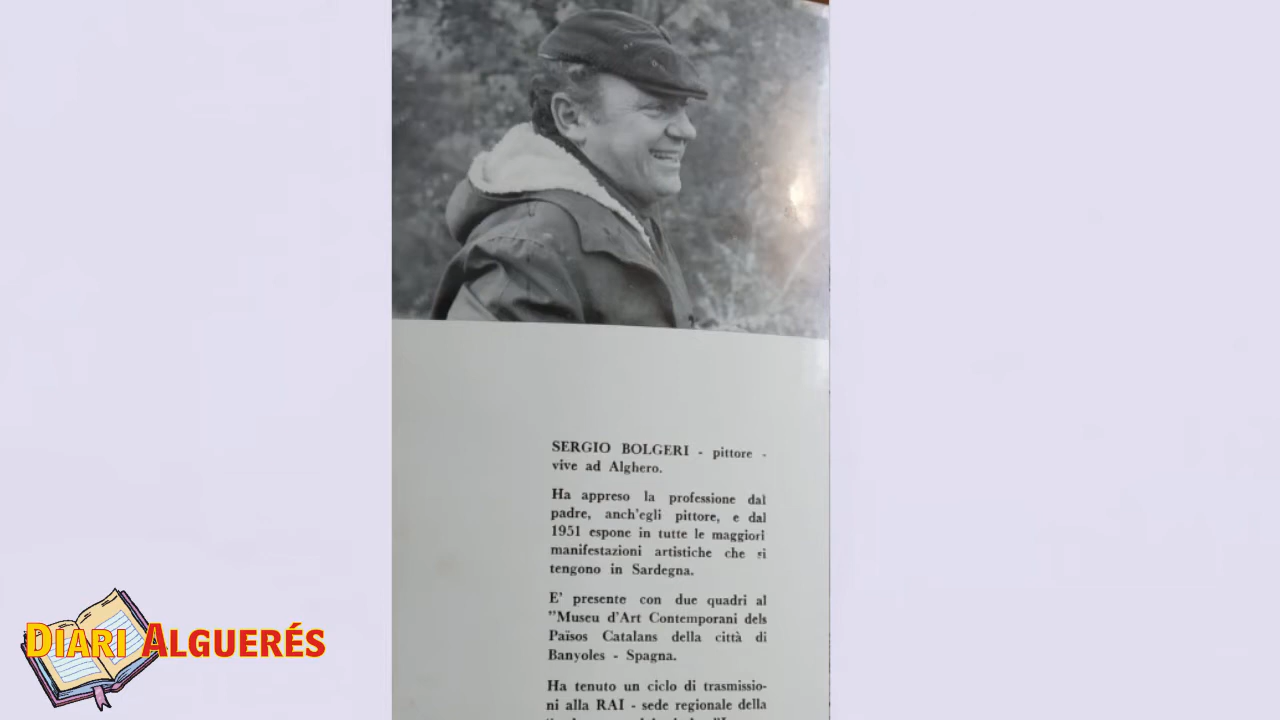 SERGIO BOLGERI - pittore -
vive ad Alghero.
Ha appreso la professione dal
padre, anch'egli pittore, e dal
1951 espone in tutte le maggiori
manifestazioni artistiche che si
tengono in Sardegna.
E' presente con due quadri al
"Museu d'Art Contemporani dels
Països Catalans della città di
Banyoles - Spagna.
Ha tenuto un ciclo di trasmissio-
ni alla RAI - sede regionale della
DIARI ALGUERÉS